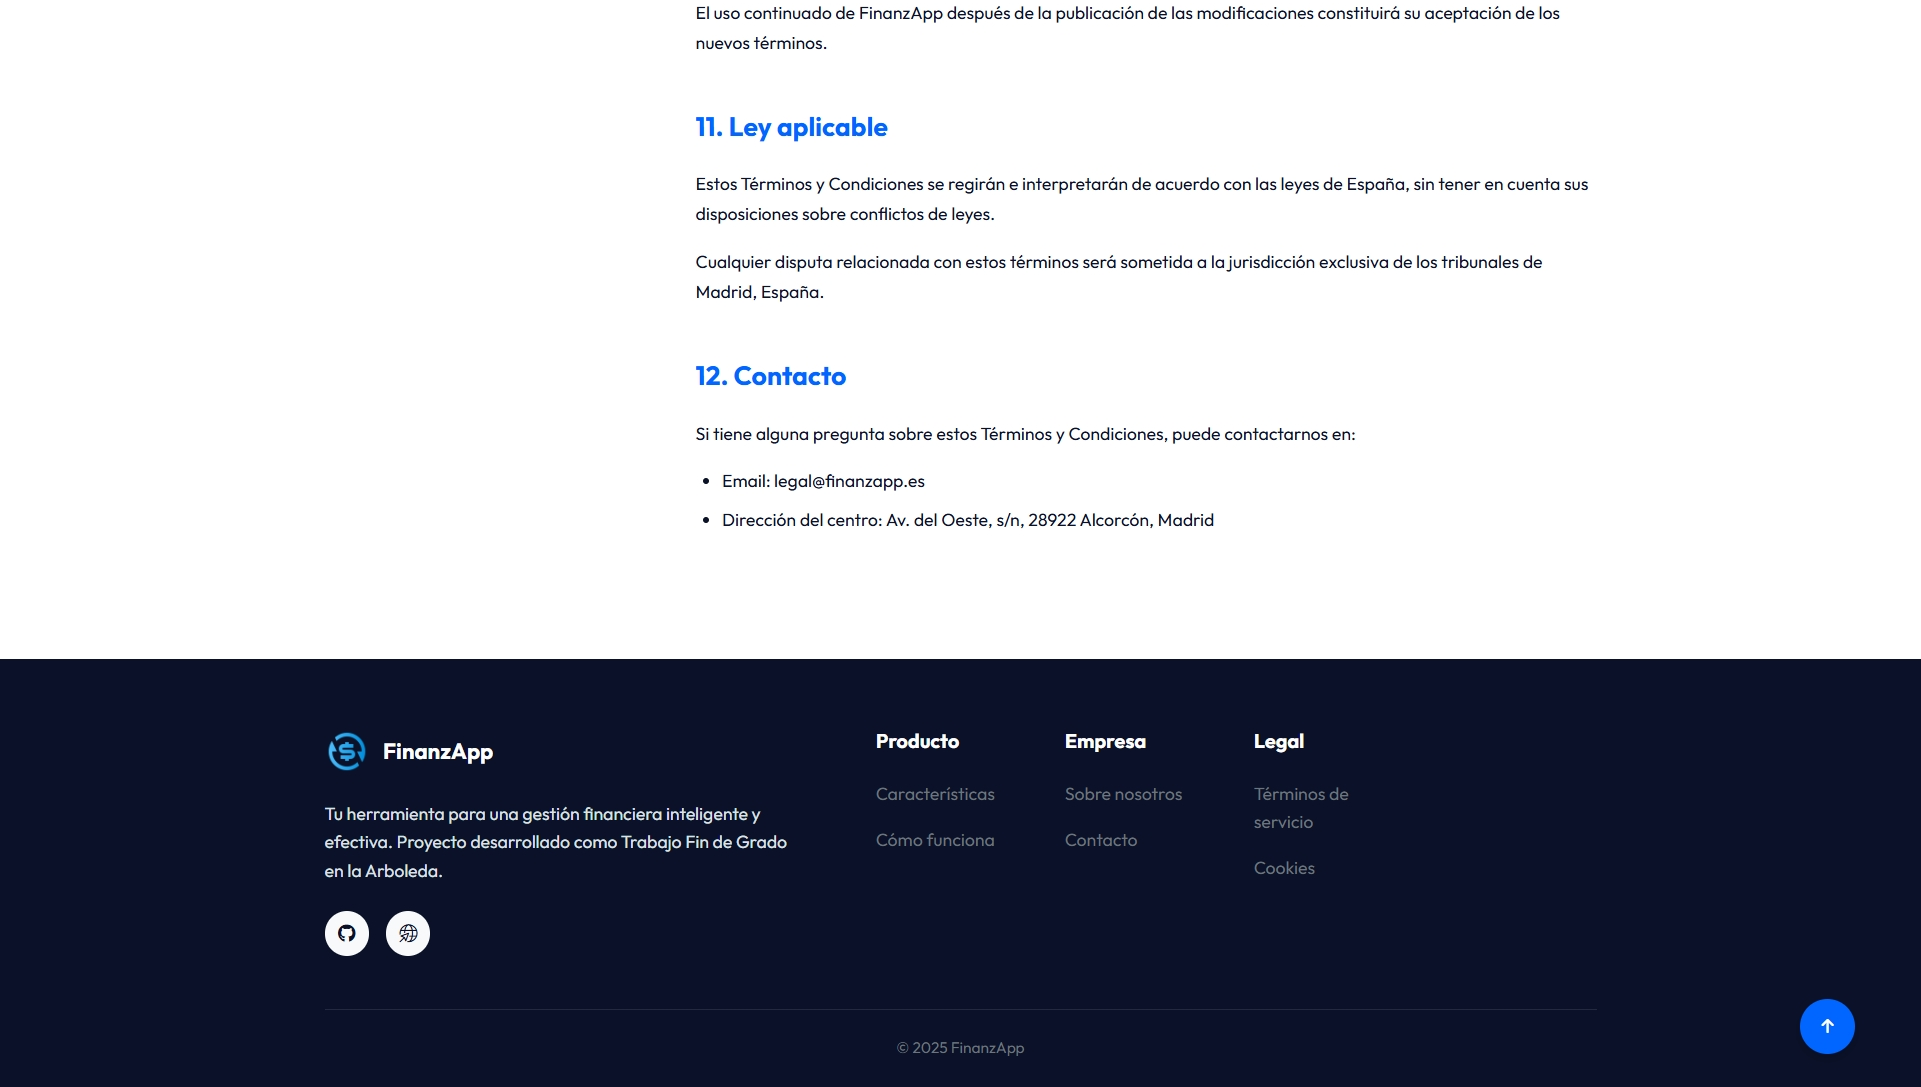 El uso continuado de FinanzApp después de la publicación de las modificaciones constituirá su aceptación de los
nuevos términos.
11. Ley aplicable
Estos Términos y Condiciones se regirán e interpretarán de acuerdo con las leyes de España, sin tener en cuenta sus
disposiciones sobre conflictos de leyes.
Cualquier disputa relacionada con estos términos será sometida a la jurisdicción exclusiva de los tribunales de
Madrid, España.
12. Contacto
Si tiene alguna pregunta sobre estos Términos y Condiciones, puede contactarnos en:
Email: legal@finanzapp.es
Dirección del centro: Av. del Oeste, s/n, 28922 Alcorcón, Madrid
FinanzApp
Tu herramienta para una gestión financiera inteligente y
efectiva. Proyecto desarrollado como Trabajo Fin de Grado
en la Arboleda.
Producto
Características
Cómo funciona
Empresa
Sobre nosotros
Contacto
Legal
Términos de
servicio
Cookies
© 2025 FinanzApp